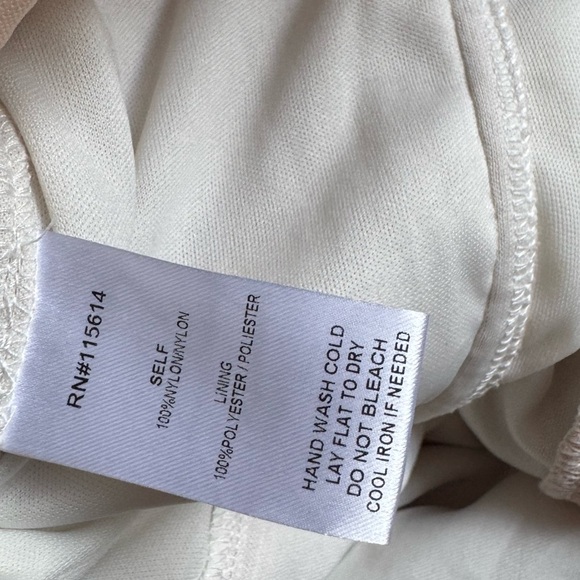 RN#115614
SELF
100%NYLON/NYLON
LiNING
100%POLYESTER / POLIESTER
HAND WASH COLD
LAY FLAT TO DRY
DO NOT BLEACH
COOL IRON IF NEEDED